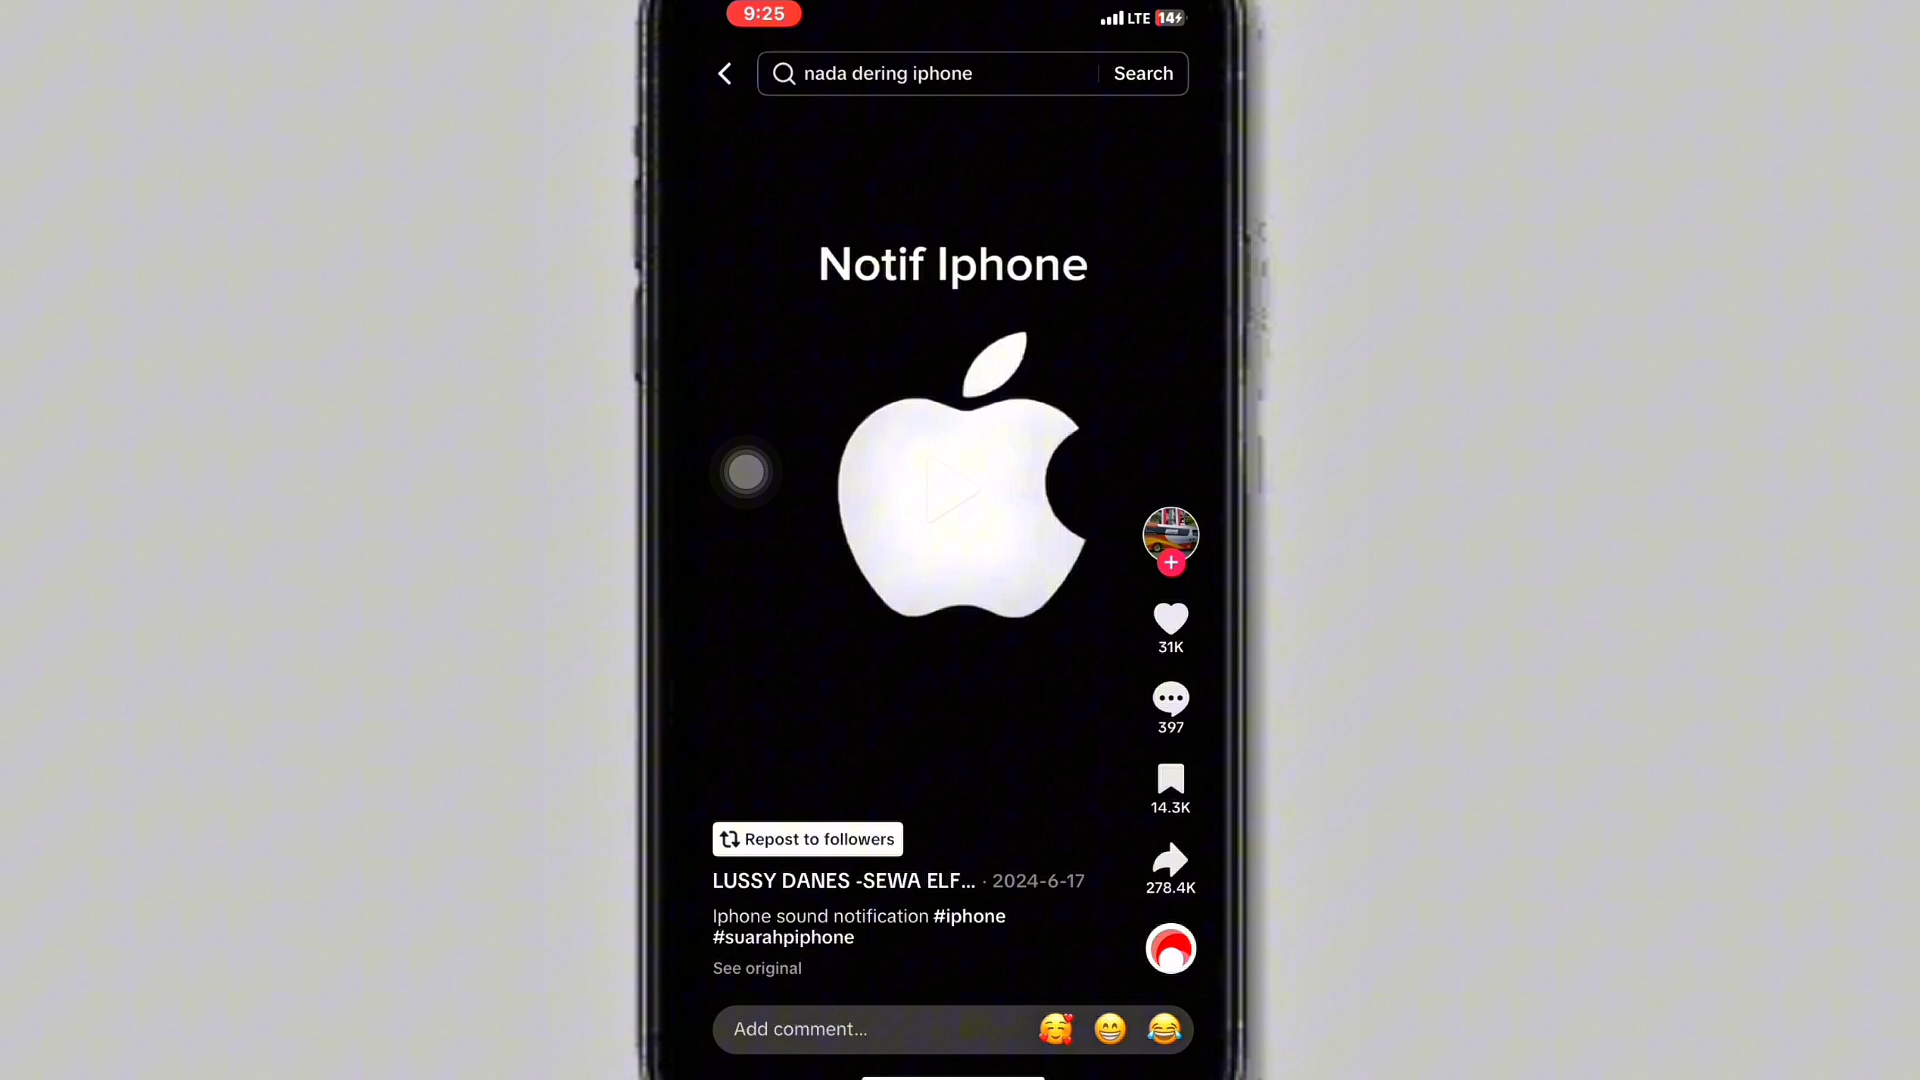 9:25
LTE 14
nada dering iphone
Search
Notif Iphone
31K
397
14.3K
278.4K
Repost to followers
LUSSY DANES -SEWA ELF... · 2024-6-17
Iphone sound notification #iphone
#suarahpiphone
See original
Add comment...